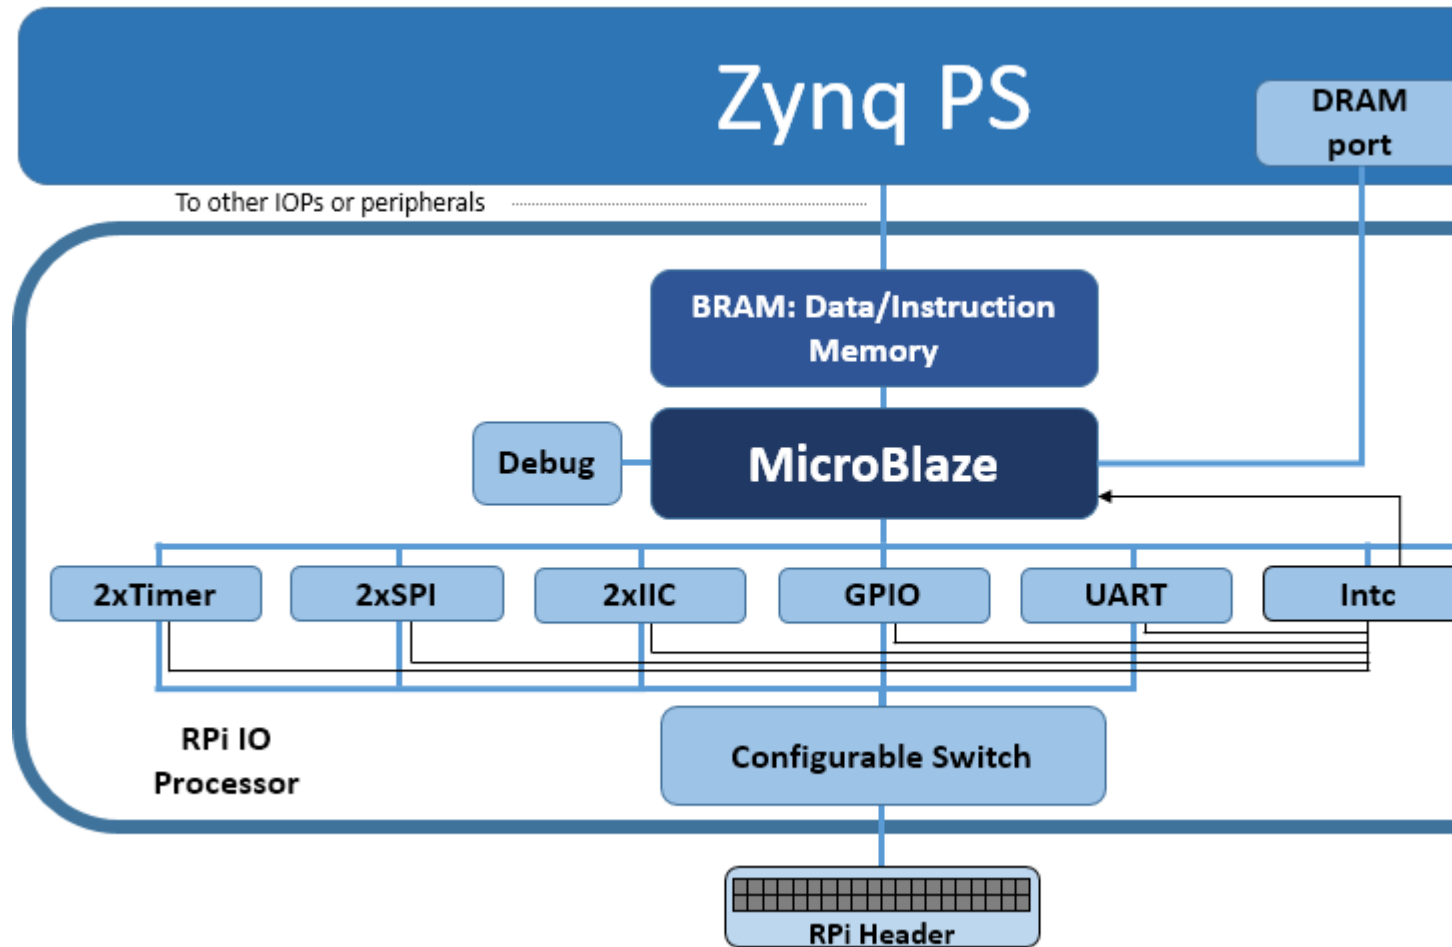 Zynq PS
DRAM
port
To other IOPs or peripherals
BRAM: Data/Instruction
Memory
Debug
MicroBlaze
2xTimer
2xSPI
2xIIC
GPIO
UART
Intc
RPi IO
Processor
Configurable Switch
RPi Header